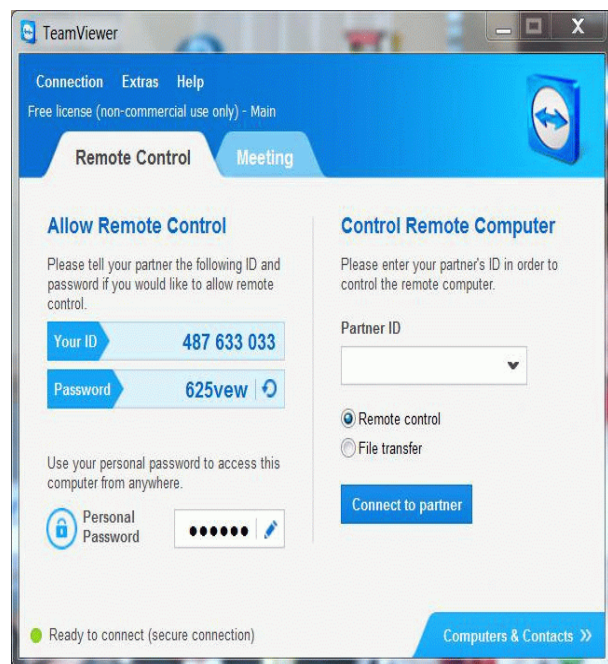 TeamViewer
Connection Extras Help
Free license (non-commercial use only) - Main
Remote Control
Meeting
Allow Remote Control
Please tell your partner the following ID and
password if you would like to allow remote
control.
Your ID 487 633 033
Password 625vew
Use your personal password to access this
computer from anywhere.
Personal
Password
Control Remote Computer
Please enter your partner's ID in order to
control the remote computer.
Partner ID
Remote control
File transfer
Connect to partner
Ready to connect (secure connection)
Computers & Contacts »